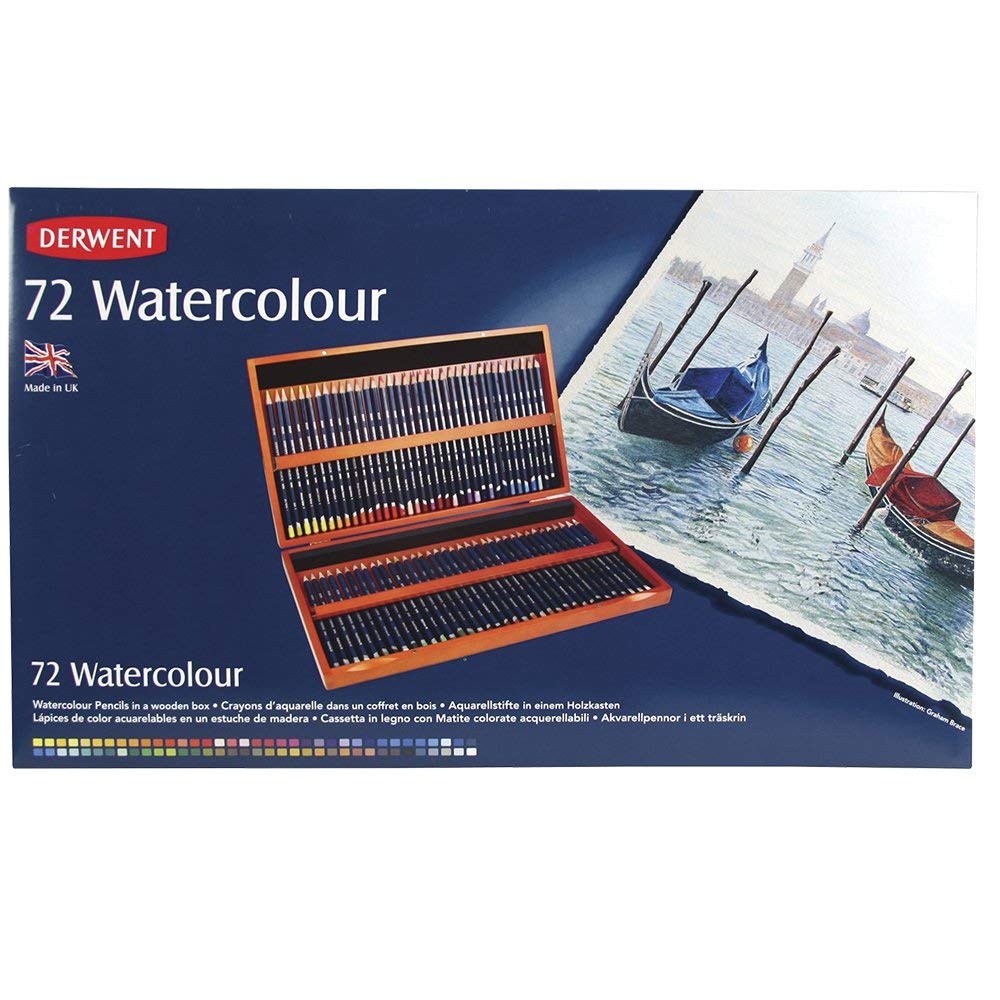 DERWENT
72 Watercolour
Made in UK
72 Watercolour
Watercolour Pencils in a wooden box • Crayons d'aquarelle dans un coffret en bois • Aquarellstifte in einem Holzkasten
Lápices de color acuarelables en un estuche de madera • Cassetta in legno con Matite colorate acquerellabili • Akvarellpennor i ett träskrin
Illustration: Graham Brace